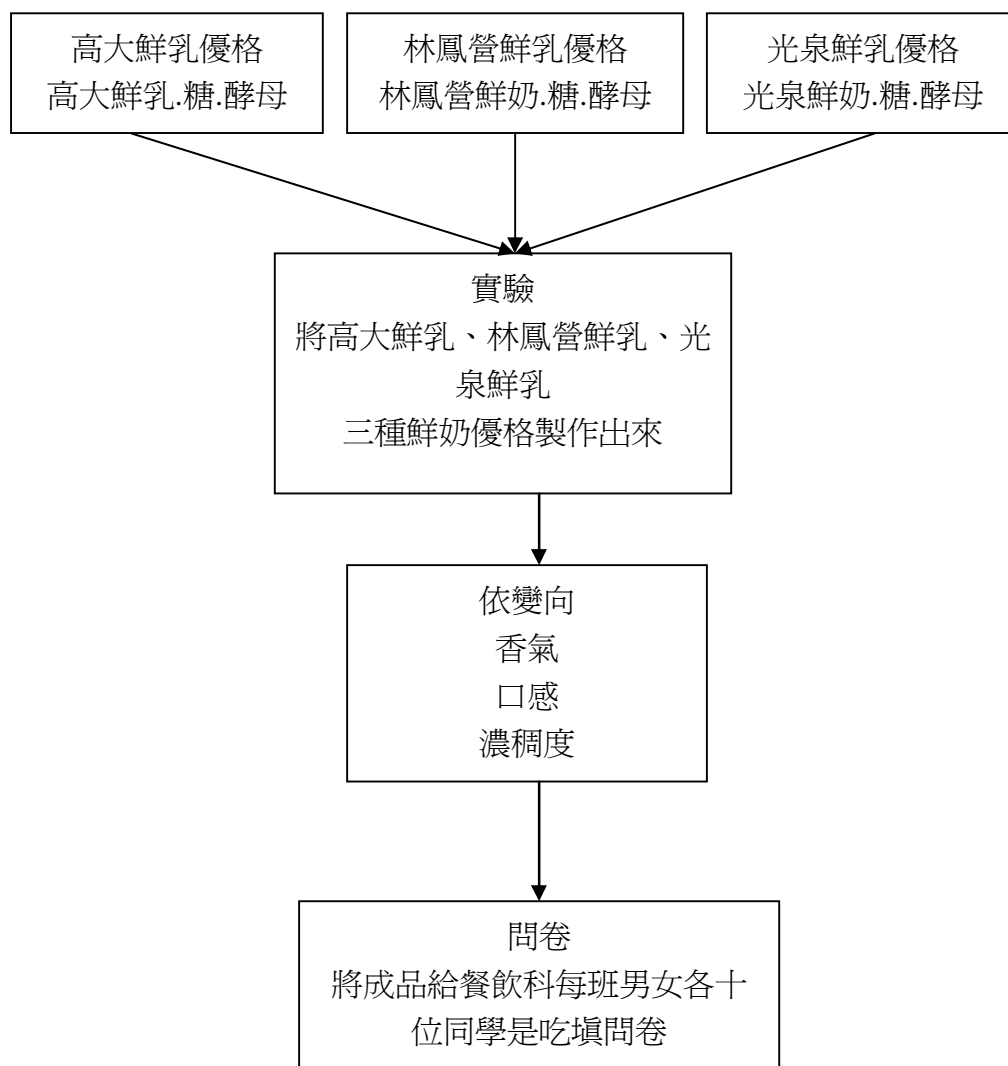 高大鮮乳優格
高大鮮乳.糖.酵母
林鳳營鮮乳優格
林鳳營鮮奶.糖.酵母
光泉鮮乳優格
光泉鮮奶.糖.酵母
實驗
將高大鮮乳、林鳳營鮮乳、光
泉鮮乳
三種鮮奶優格製作出來
依變向
香氣
口感
濃稠度
問卷
將成品給餐飲科每班男女各十
位同學是吃填問卷